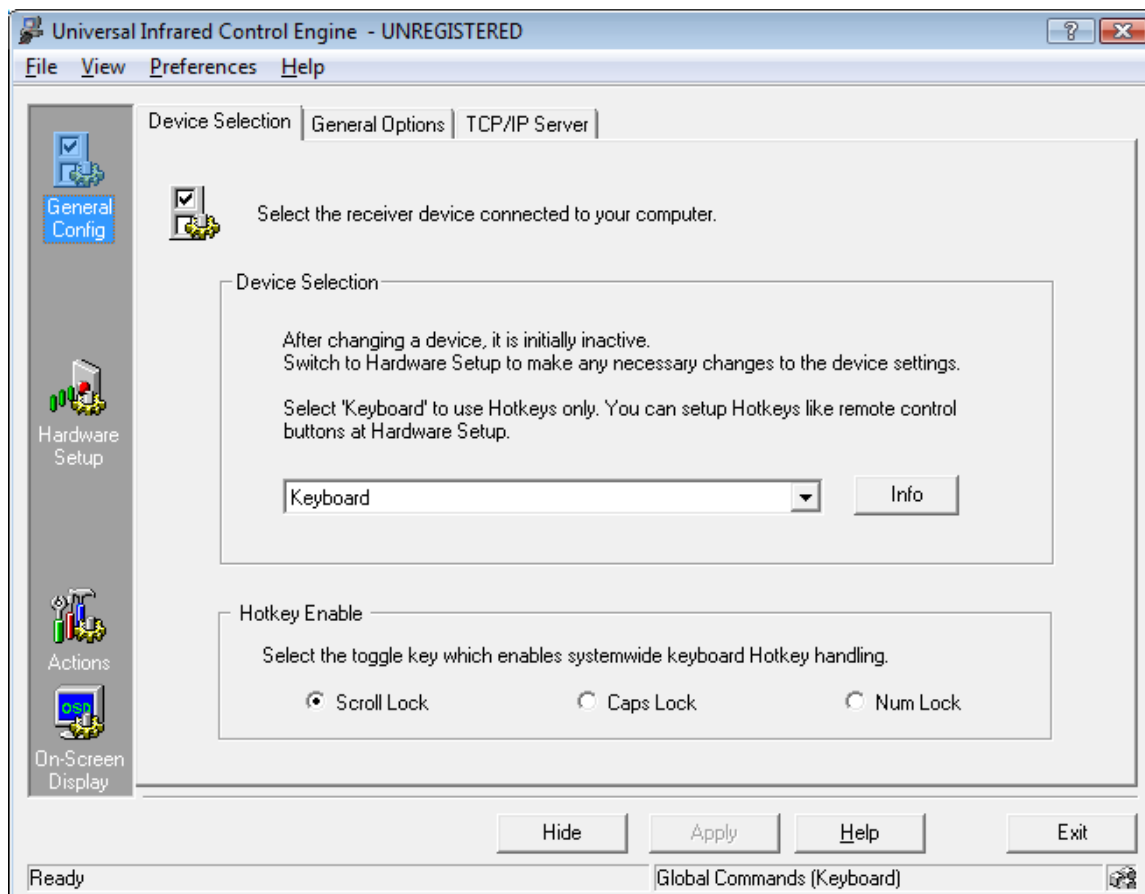 Universal Infrared Control Engine - UNREGISTERED
File View Preferences Help
Device Selection General Options TCP/IP Server
General
Config
Hardware
Setup
Actions
OSD
On-Screen
Display
Select the receiver device connected to your computer.
Device Selection
After changing a device, it is initially inactive.
Switch to Hardware Setup to make any necessary changes to the device settings.
Select 'Keyboard' to use Hotkeys only. You can setup Hotkeys like remote control
buttons at Hardware Setup.
Keyboard Info
Hotkey Enable
Select the toggle key which enables systemwide keyboard Hotkey handling.
Scroll Lock Caps Lock Num Lock
Hide Apply Help Exit
Ready Global Commands (Keyboard)